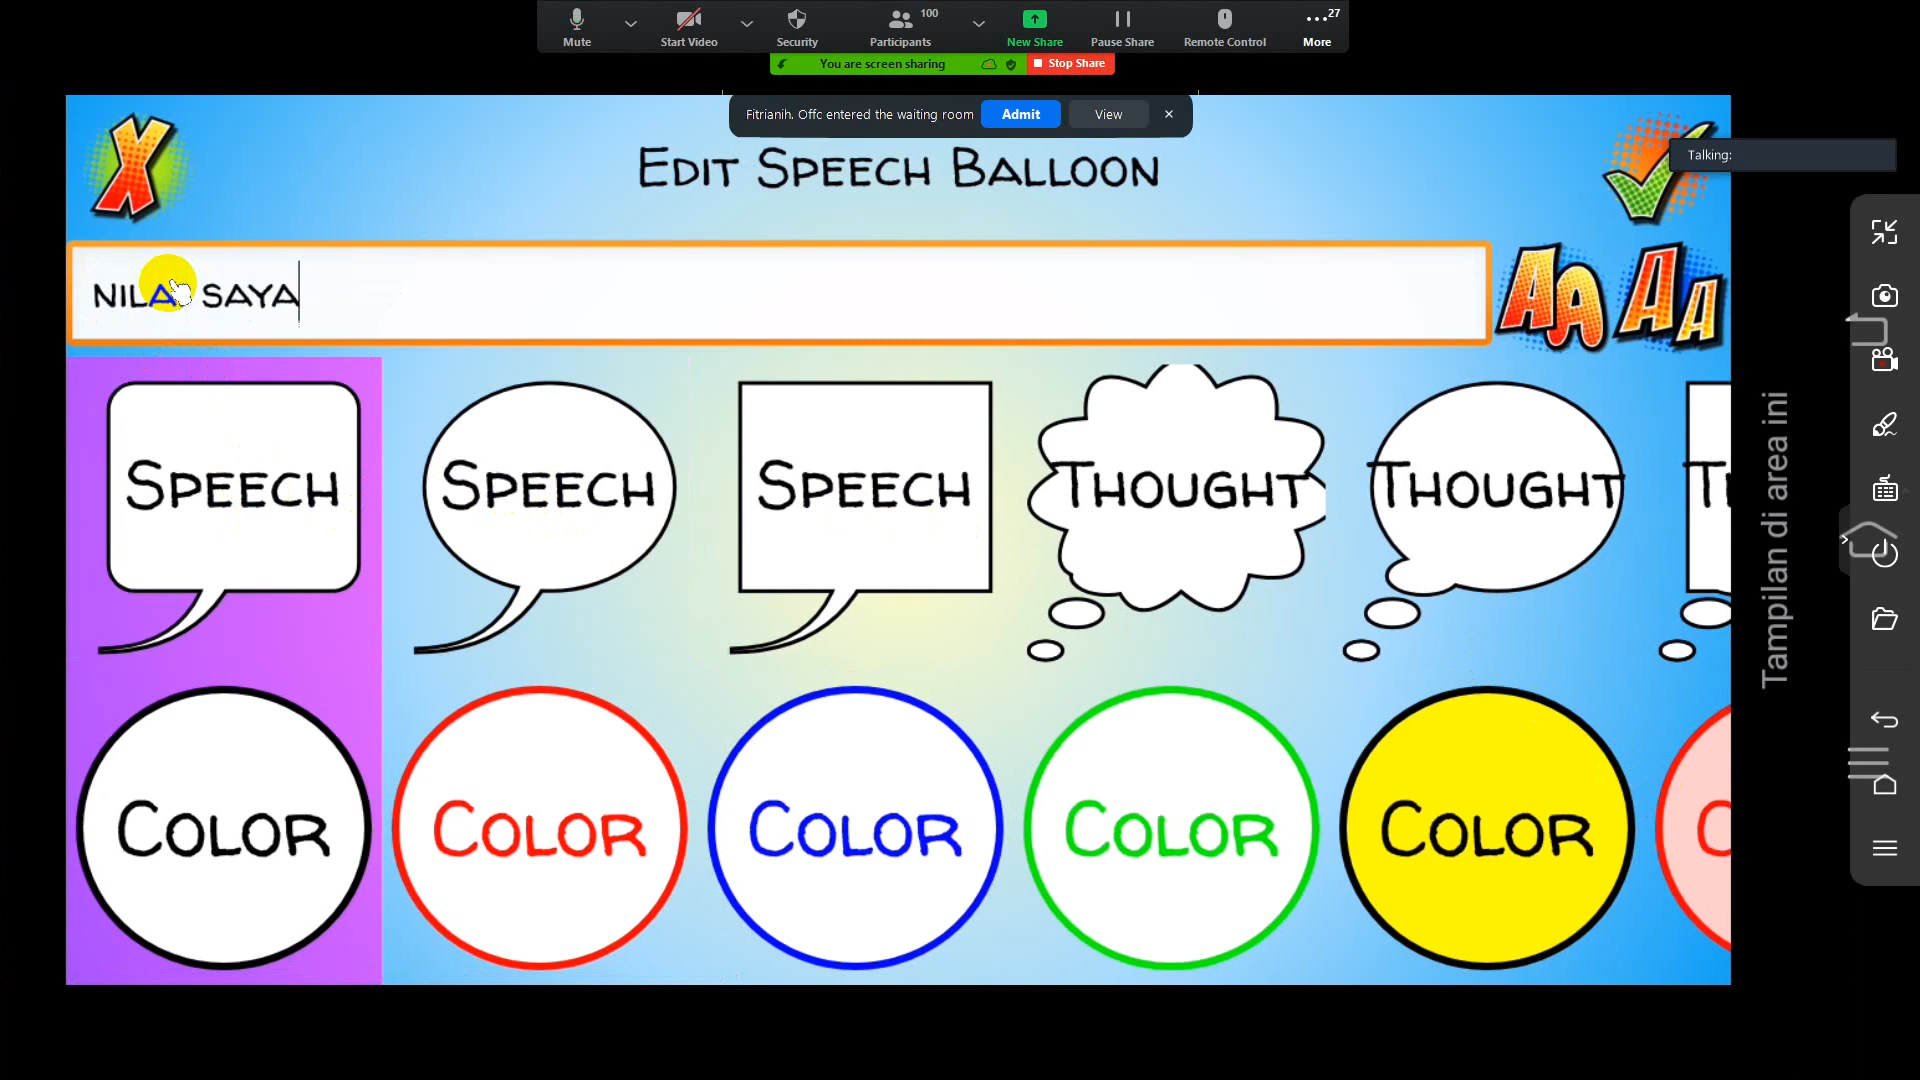 100
27
Mute
Start Video
Security
Participants
New Share
Pause Share
Remote Control
More
You are screen sharing
Stop Share
Fitrianih. Offc entered the waiting room
Admit
View
Talking:
X
EDIT SPEECH BALLOON
SAYA
AA AA
SPEECH
SPEECH
SPEECH
THOUGHT
THOUGHT
COLOR
COLOR
COLOR
COLOR
COLOR
Tampilan di area ini